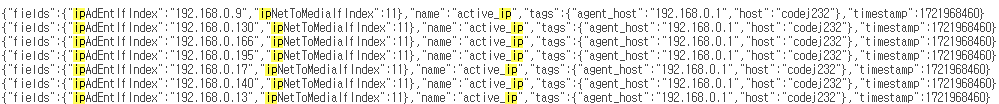 {"fields":{"ipAdEntIfIndex":"192.168.0.9","ipNetToMediaIfIndex":11},"name":"active_ip","tags":{"agent_host":"192.168.0.1","host":"codej232"},"timestamp":1721968460}
{"fields":{"ipAdEntIfIndex":"192.168.0.130","ipNetToMediaIfIndex":11},"name":"active_ip","tags":{"agent_host":"192.168.0.1","host":"codej232"},"timestamp":1721968460}
{"fields":{"ipAdEntIfIndex":"192.168.0.166","ipNetToMediaIfIndex":11},"name":"active_ip","tags":{"agent_host":"192.168.0.1","host":"codej232"},"timestamp":1721968460}
{"fields":{"ipAdEntIfIndex":"192.168.0.195","ipNetToMediaIfIndex":11},"name":"active_ip","tags":{"agent_host":"192.168.0.1","host":"codej232"},"timestamp":1721968460}
{"fields":{"ipAdEntIfIndex":"192.168.0.17","ipNetToMediaIfIndex":11},"name":"active_ip","tags":{"agent_host":"192.168.0.1","host":"codej232"},"timestamp":1721968460}
{"fields":{"ipAdEntIfIndex":"192.168.0.140","ipNetToMediaIfIndex":11},"name":"active_ip","tags":{"agent_host":"192.168.0.1","host":"codej232"},"timestamp":1721968460}
{"fields":{"ipAdEntIfIndex":"192.168.0.13","ipNetToMediaIfIndex":11},"name":"active_ip","tags":{"agent_host":"192.168.0.1","host":"codej232"},"timestamp":1721968460}